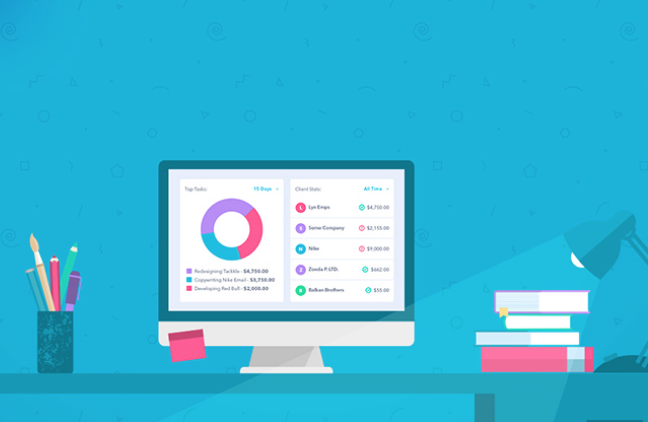 Top Tasks:
15 Days
Redesigning Tackkle - $4,750.00
Copywriting Nike Email - $3,750.00
Developing Red Bull - $2,000.00
Client Stats:
All Time
L Lyn Emips $4,750.00
S Some Company $2,155.00
N Nike $9,000.00
Z Zonda P. LTD. $662.00
B Balkan Brothers $55.00